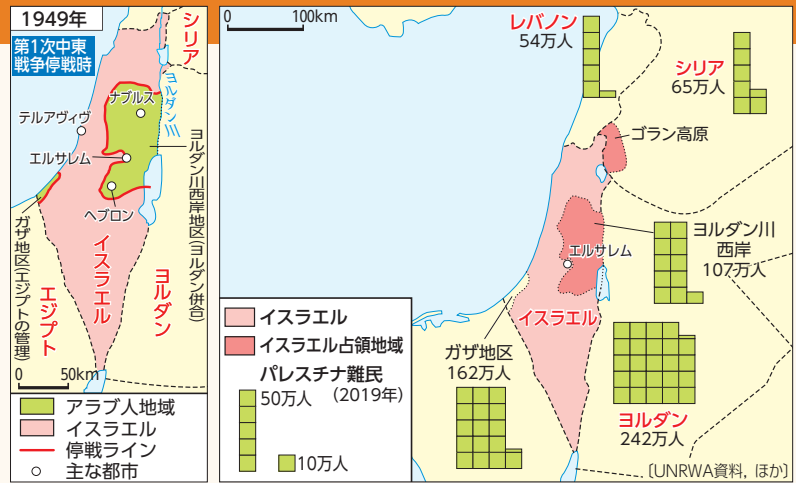 1949年
第1次中東
戦争停戦時
シリア
ナブルス
ヨルダン川
テルアヴィヴ
エルサレム
ヘブロン
ヨルダン川西岸地区(ヨルダン併合)
ガザ地区(エジプトの管理)
イスラエル
ヨルダン
エジプト
0 50km
アラブ人地域
イスラエル
停戦ライン
主な都市
0 100km
レバノン
54万人
シリア
65万人
ゴラン高原
ヨルダン川
西岸
107万人
エルサレム
イスラエル
ガザ地区
162万人
ヨルダン
242万人
イスラエル
イスラエル占領地域
パレスチナ難民
(2019年)
50万人
10万人
〔UNRWA資料, ほか〕